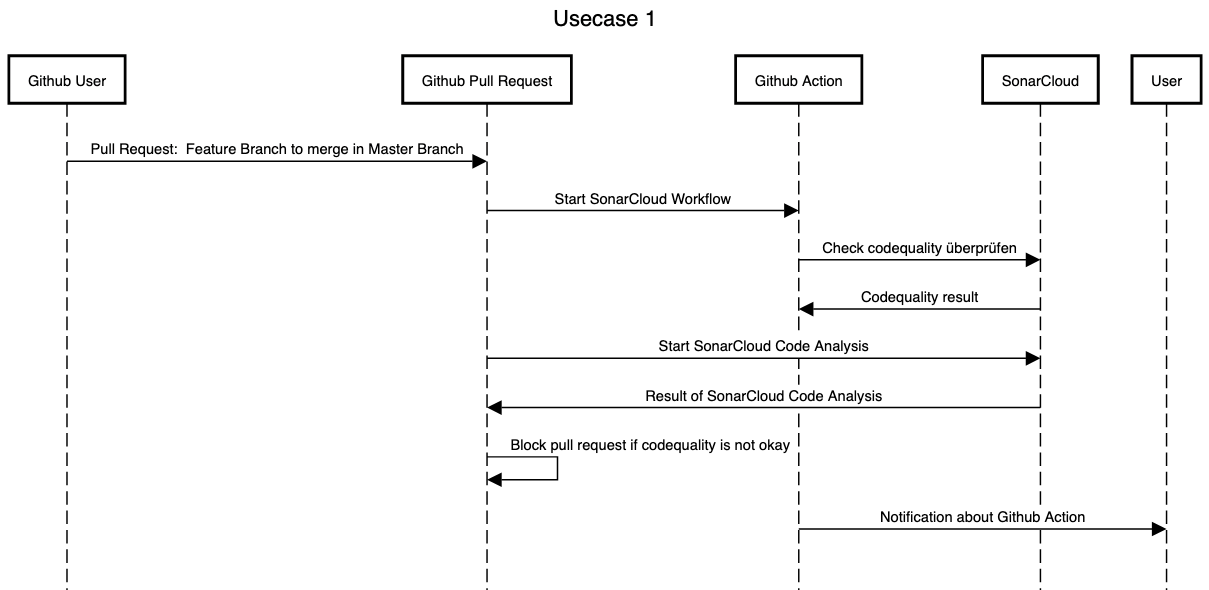 Usecase 1
Github User
Github Pull Request
Github Action
SonarCloud
User
Pull Request:  Feature Branch to merge in Master Branch
Start SonarCloud Workflow
Check codequality überprüfen
Codequality result
Start SonarCloud Code Analysis
Result of SonarCloud Code Analysis
Block pull request if codequality is not okay
Notification about Github Action